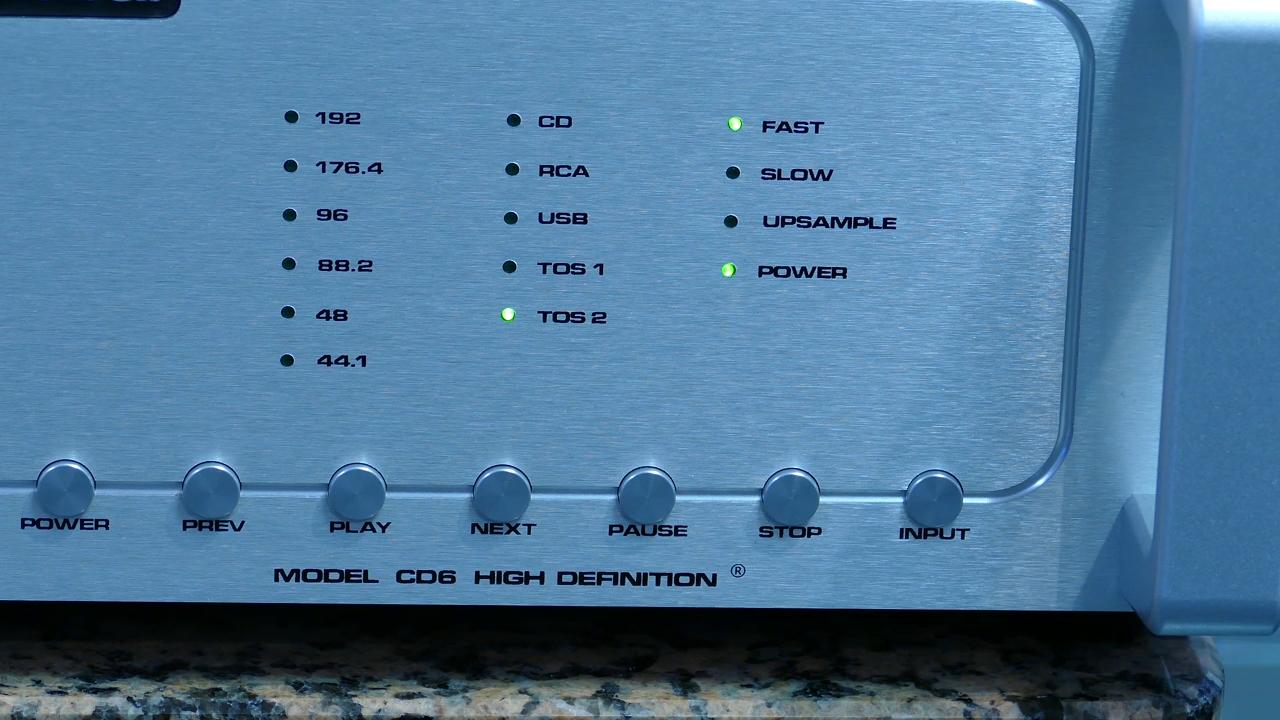 192 CD FAST
176.4 RCA SLOW
96 USB UPSAMPLE
88.2 TOS 1 POWER
48 TOS 2
44.1
POWER PREV PLAY NEXT PAUSE STOP INPUT
MODEL CD6 HIGH DEFINITION ®